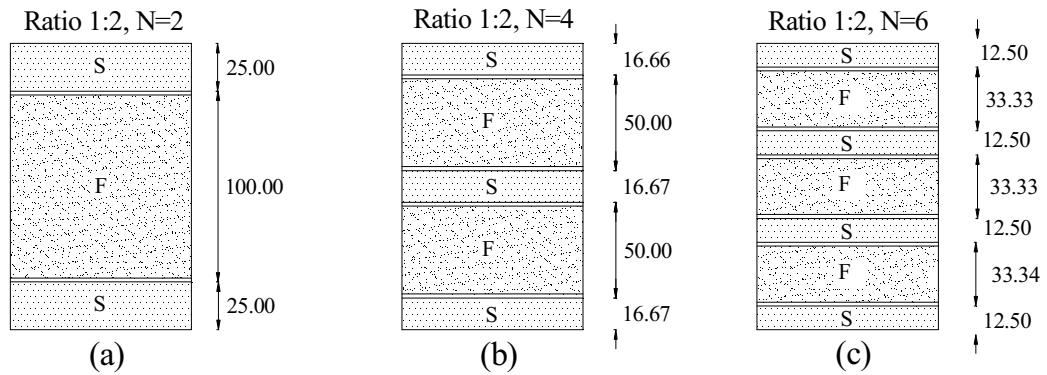 Ratio 1:2, N=2
S
25.00
F
100.00
S
25.00
(a)
Ratio 1:2, N=4
S
16.66
F
50.00
S
16.67
F
50.00
S
16.67
(b)
Ratio 1:2, N=6
S
12.50
F
33.33
S
12.50
F
33.33
S
12.50
F
33.34
S
12.50
(c)